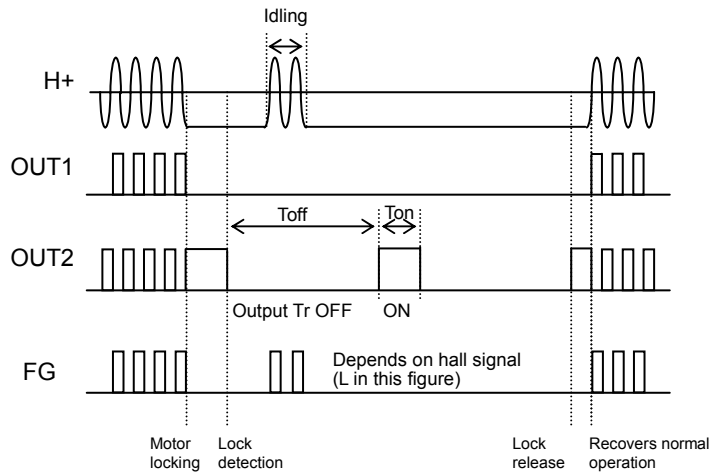 Idling
H+
OUT1
Toff
Ton
OUT2
Output Tr OFF
ON
FG
Depends on hall signal
(L in this figure)
Motor
locking
Lock
detection
Lock
release
Recovers normal
operation